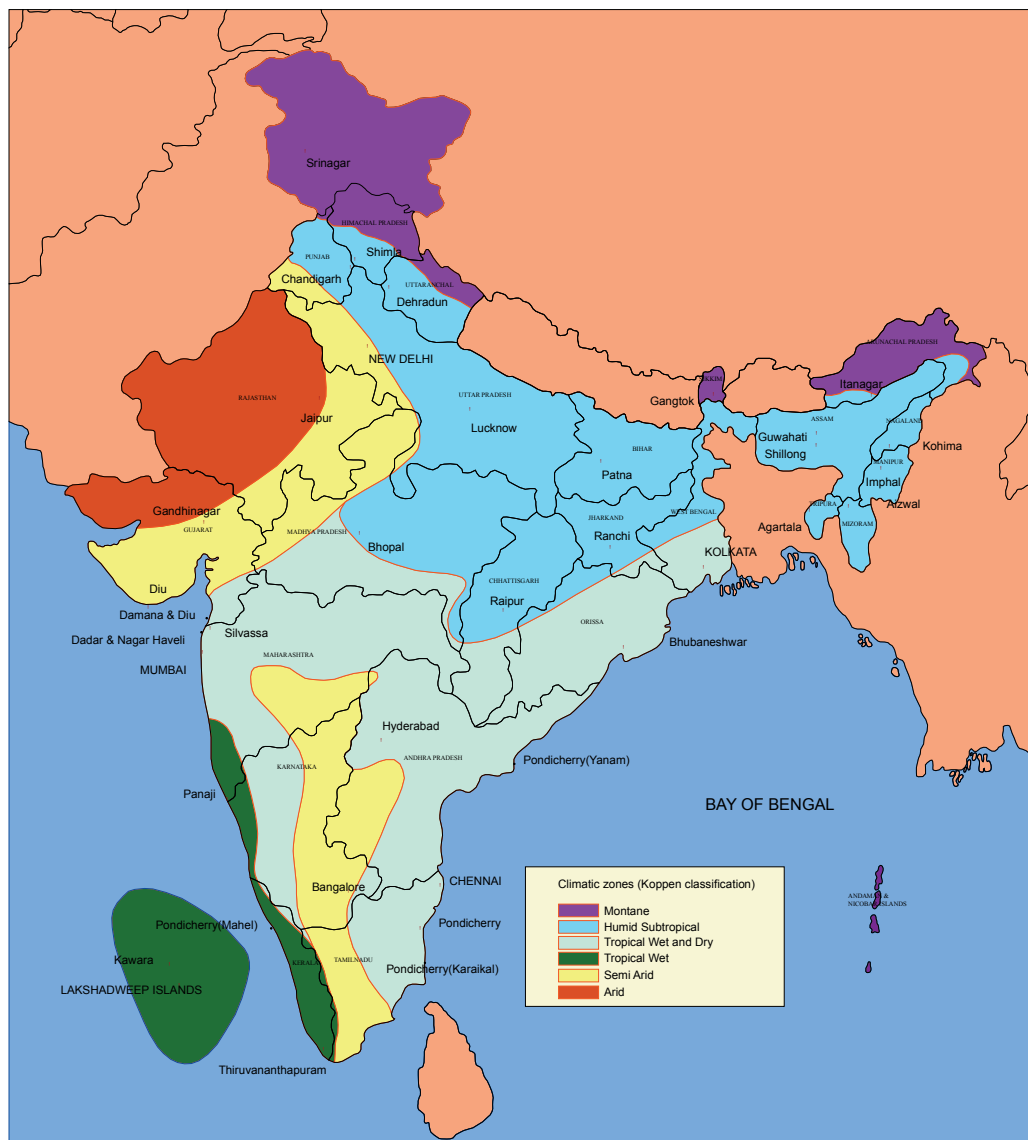 Srinagar
HIMACHAL PRADESH
Shimla
PUNJAB
Chandigarh
UTTARANCHAL
Dehradun
NEW DELHI
ARUNACHAL PRADESH
Itanagar
SIKKIM
Gangtok
RAJASTHAN
Jaipur
UTTAR PRADESH
Lucknow
ASSAM
Guwahati
Shillong
NAGALAND
Kohima
BIHAR
Patna
MANIPUR
Imphal
Aizwal
TRIPURA
MIZORAM
Agartala
Gandhinagar
GUJARAT
MADHYA PRADESH
Bhopal
JHARKAND
Ranchi
WEST BENGAL
KOLKATA
Diu
CHHATTISGARH
Raipur
Damana & Diu
Dadar & Nagar Haveli
Silvassa
ORISSA
Bhubaneshwar
MUMBAI
MAHARASHTRA
Hyderabad
ANDHRA PRADESH
KARNATAKA
Pondicherry(Yanam)
Panaji
BAY OF BENGAL
Bangalore
CHENNAI
Pondicherry(Mahel)
Pondicherry
Pondicherry(Karaikal)
KERALA
TAMILNADU
Kawara
LAKSHADWEEP ISLANDS
Thiruvananthapuram
ANDAMAN &
NICOBAR ISLANDS
Climatic zones (Koppen classification)
Montane
Humid Subtropical
Tropical Wet and Dry
Tropical Wet
Semi Arid
Arid